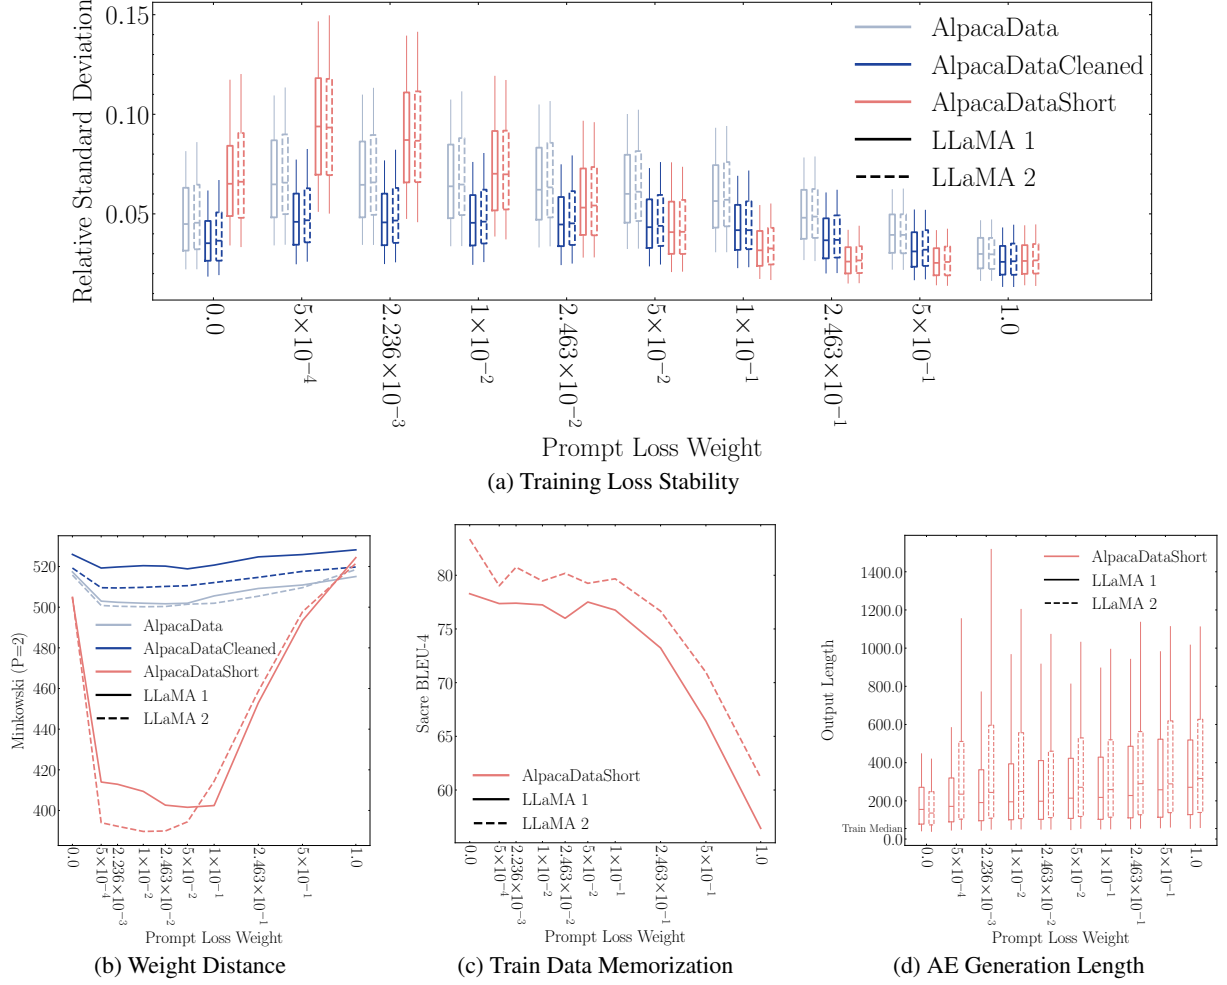 Relative Standard Deviation
0.15
0.10
0.05
AlpacaData
AlpacaDataCleaned
AlpacaDataShort
LLaMA 1
LLaMA 2
0.0
5×10⁻⁴
2.236×10⁻³
1×10⁻²
2.463×10⁻²
5×10⁻²
1×10⁻¹
2.463×10⁻¹
5×10⁻¹
1.0
Prompt Loss Weight
(a) Training Loss Stability
Minkowski (P=2)
520
500
480
460
440
420
400
AlpacaData
AlpacaDataCleaned
AlpacaDataShort
LLaMA 1
LLaMA 2
0.0
5×10⁻⁴
2.236×10⁻³
1×10⁻²
2.463×10⁻²
5×10⁻²
1×10⁻¹
2.463×10⁻¹
5×10⁻¹
1.0
Prompt Loss Weight
(b) Weight Distance
Sacre BLEU-4
80
75
70
65
60
AlpacaDataShort
LLaMA 1
LLaMA 2
0.0
5×10⁻⁴
2.236×10⁻³
1×10⁻²
2.463×10⁻²
5×10⁻²
1×10⁻¹
2.463×10⁻¹
5×10⁻¹
1.0
Prompt Loss Weight
(c) Train Data Memorization
Output Length
1400.0
1200.0
1000.0
800.0
600.0
400.0
200.0
Train Median
0.0
AlpacaDataShort
LLaMA 1
LLaMA 2
0.0
5×10⁻⁴
2.236×10⁻³
1×10⁻²
2.463×10⁻²
5×10⁻²
1×10⁻¹
2.463×10⁻¹
5×10⁻¹
1.0
Prompt Loss Weight
(d) AE Generation Length